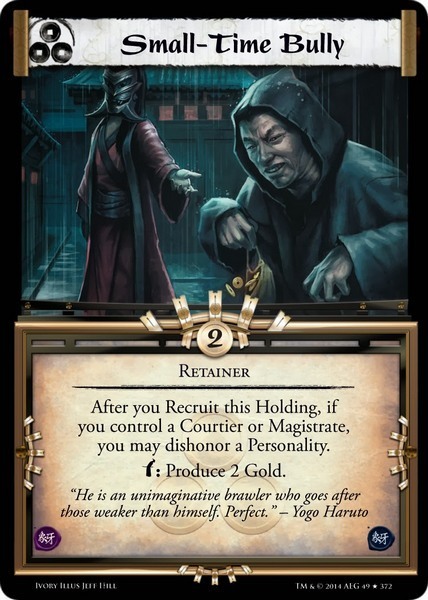 Small-Time Bully
2
Retainer
After you Recruit this Holding, if
you control a Courtier or Magistrate,
you may dishonor a Personality.
: Produce 2 Gold.
“He is an unimaginative brawler who goes after
those weaker than himself. Perfect.” – Yogo Haruto
Ivory Illus Jeff Hill
TM & © 2014 AEG 49 ★ 372